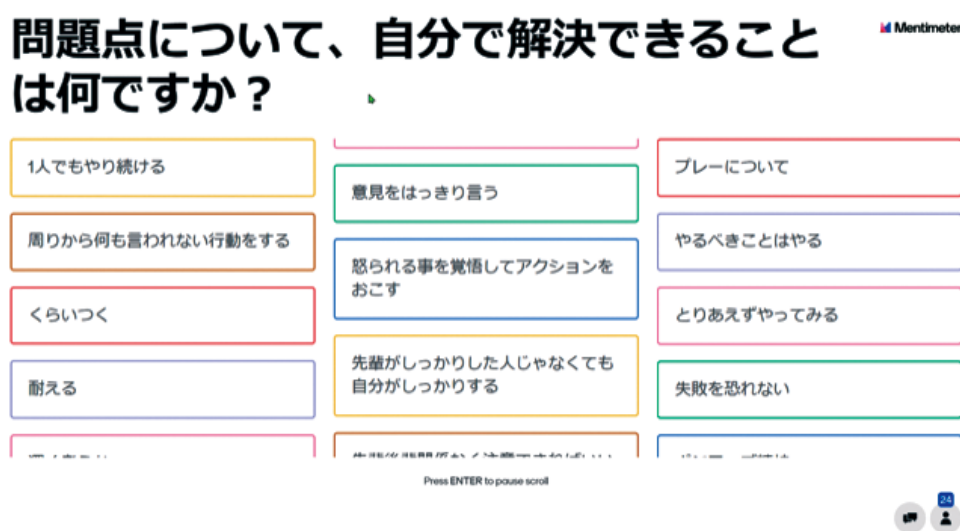 問題点について、自分で解決できること
は何ですか？
Mentimeter
1人でもやり続ける
周りから何も言われない行動をする
くらいつく
耐える
意見をはっきり言う
怒られる事を覚悟してアクションを
おこす
先輩がしっかりした人じゃなくても
自分がしっかりする
プレーについて
やるべきことはやる
とりあえずやってみる
失敗を恐れない
Press ENTER to pause scroll
24